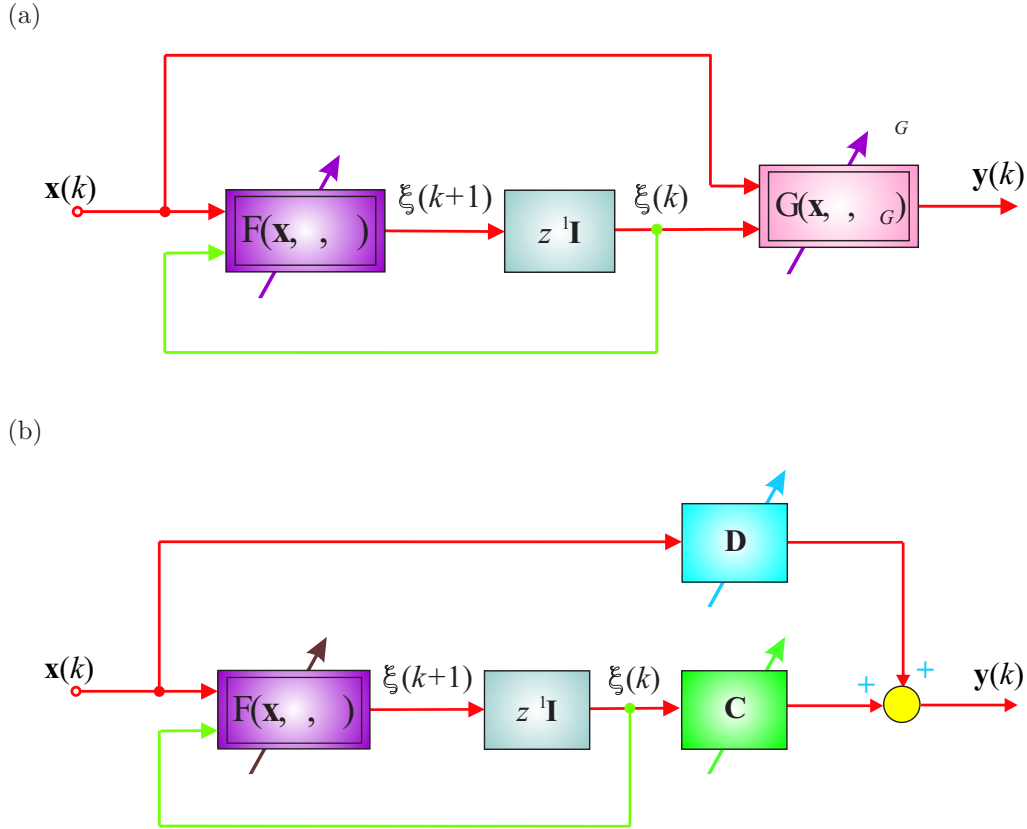 (a)
G
x(k)
ξ(k+1)
ξ(k)
y(k)
F(x, , )
z ¹I
G(x, , G)
(b)
D
x(k)
ξ(k+1)
ξ(k)
y(k)
+
+
F(x, , )
z ¹I
C